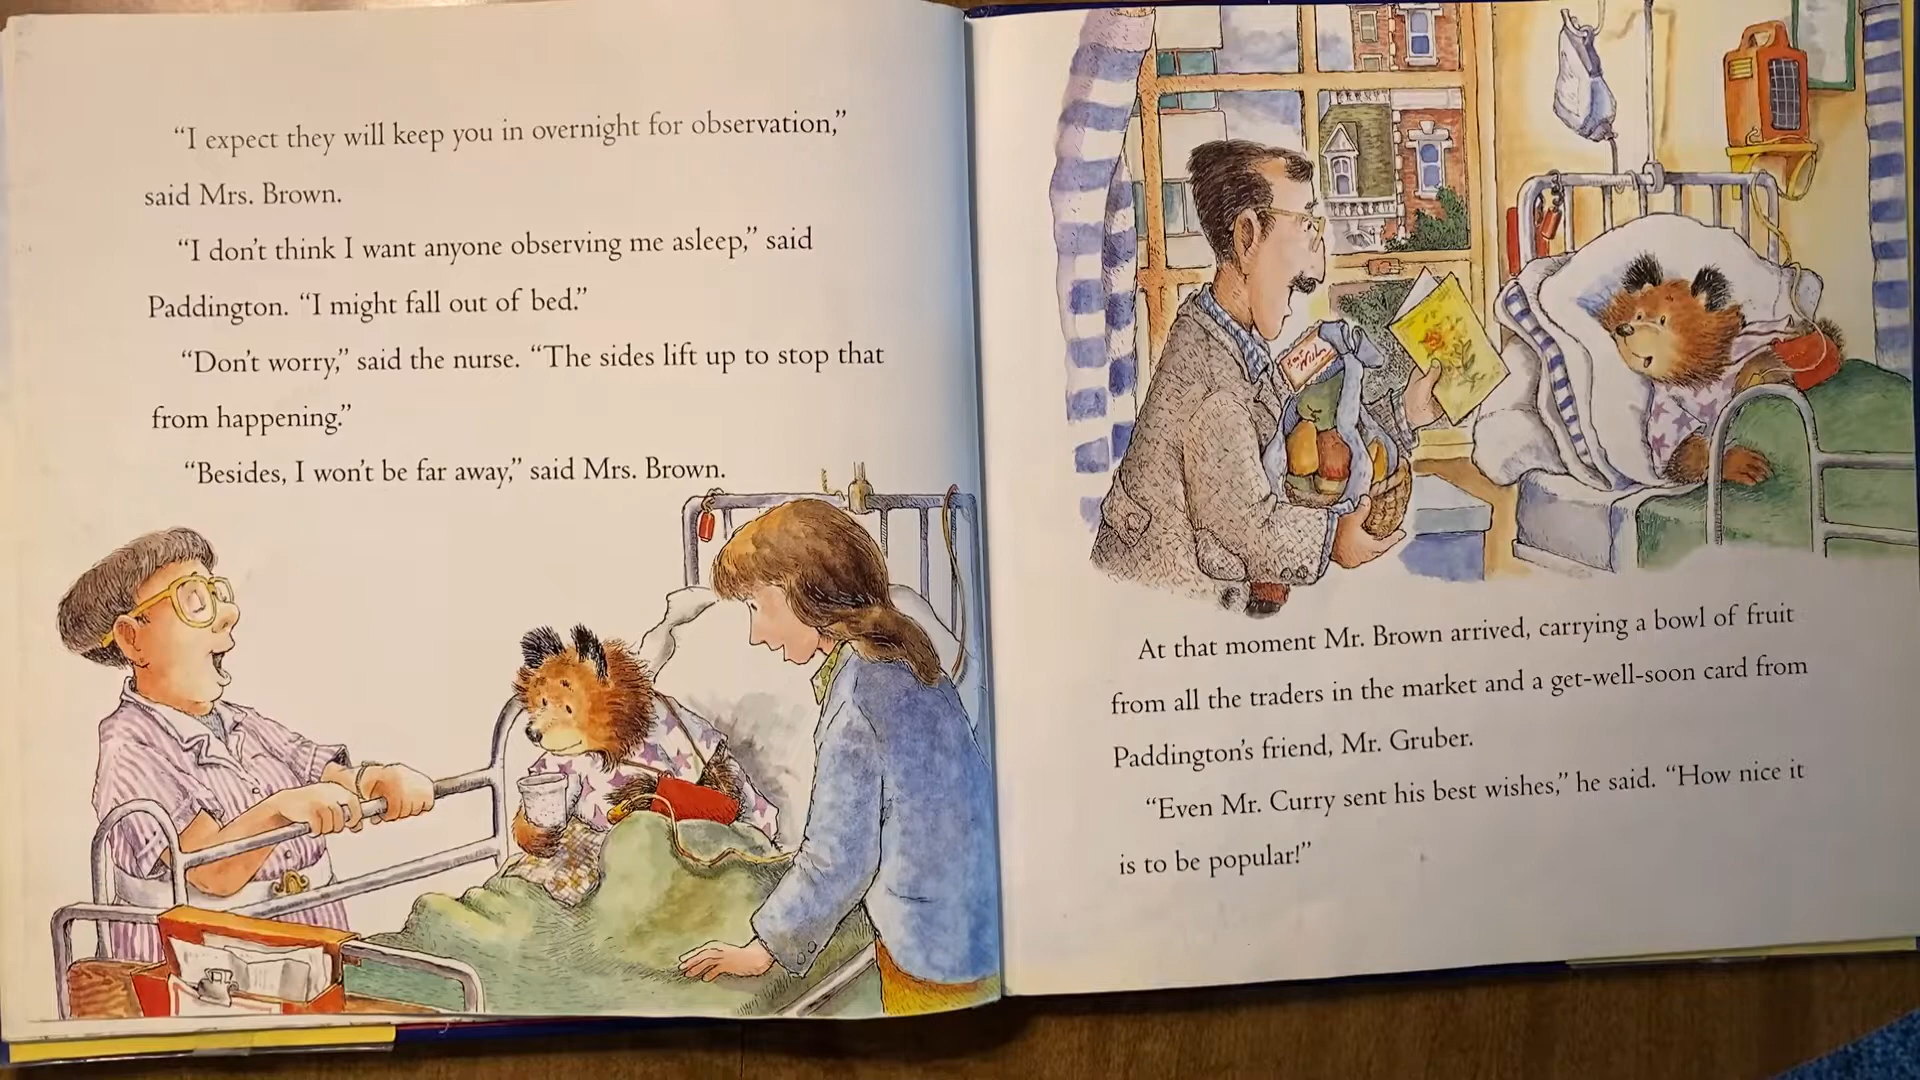 “I expect they will keep you in overnight for observation,”
said Mrs. Brown.
“I don’t think I want anyone observing me asleep,” said
Paddington. “I might fall out of bed.”
“Don’t worry,” said the nurse. “The sides lift up to stop that
from happening.”
“Besides, I won’t be far away,” said Mrs. Brown.
At that moment Mr. Brown arrived, carrying a bowl of fruit
from all the traders in the market and a get-well-soon card from
Paddington’s friend, Mr. Gruber.
“Even Mr. Curry sent his best wishes,” he said. “How nice it
is to be popular!”